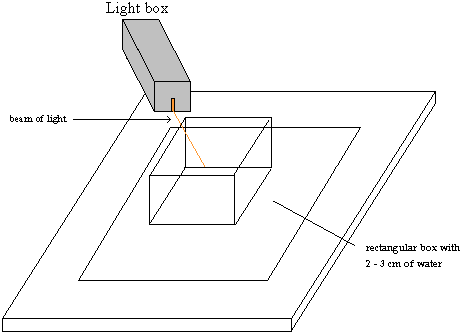 Light box
beam of light
rectangular box with
2 - 3 cm of water